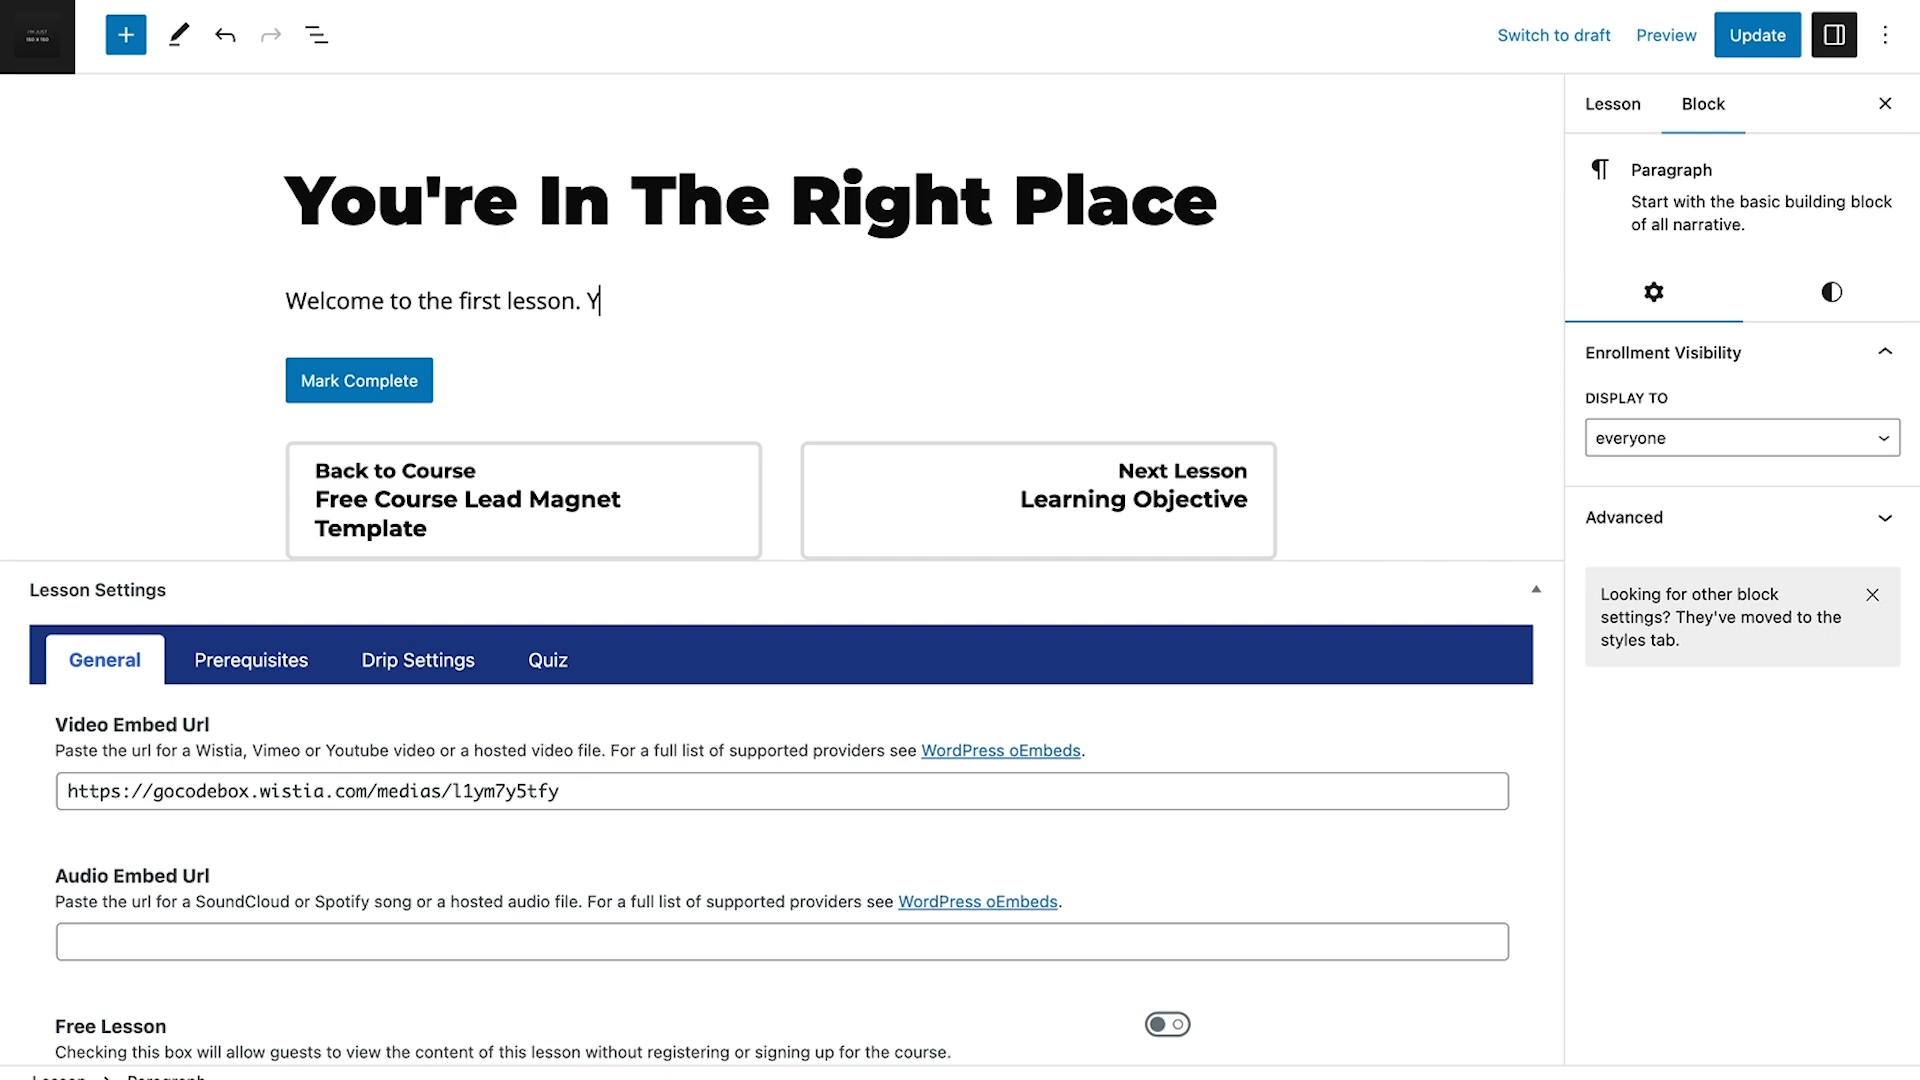 I'M JUST
150 X 150
Switch to draft
Preview
Update
Lesson
Block
Paragraph
Start with the basic building block
of all narrative.
You're In The Right Place
Welcome to the first lesson. Y
Mark Complete
Back to Course
Free Course Lead Magnet
Template
Next Lesson
Learning Objective
Enrollment Visibility
DISPLAY TO
everyone
Advanced
Looking for other block
settings? They've moved to the
styles tab.
Lesson Settings
General
Prerequisites
Drip Settings
Quiz
Video Embed Url
Paste the url for a Wistia, Vimeo or Youtube video or a hosted video file. For a full list of supported providers see WordPress oEmbeds.
https://gocodebox.wistia.com/medias/l1ym7y5tfy
Audio Embed Url
Paste the url for a SoundCloud or Spotify song or a hosted audio file. For a full list of supported providers see WordPress oEmbeds.
Free Lesson
Checking this box will allow guests to view the content of this lesson without registering or signing up for the course.
Lesson
Paragraph